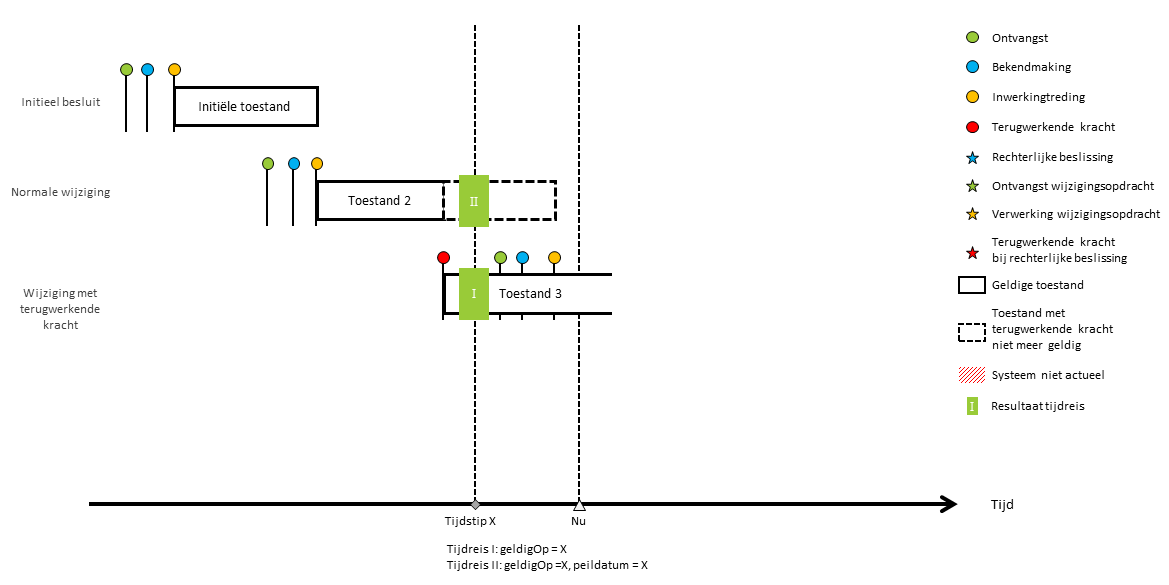 Initieel besluit
Initiële toestand
Normale wijziging
Toestand 2
II
Wijziging met
terugwerkende
kracht
I
Toestand 3
Ontvangst
Bekendmaking
Inwerkingtreding
Terugwerkende kracht
Rechterlijke beslissing
Ontvangst wijzigingsopdracht
Verwerking wijzigingsopdracht
Terugwerkende kracht
bij rechterlijke beslissing
Geldige toestand
Toestand met
terugwerkende kracht
niet meer geldig
Systeem niet actueel
I
Resultaat tijdreis
Tijd
Tijdstip X
Nu
Tijdreis I: geldigOp = X
Tijdreis II: geldigOp =X, peildatum = X